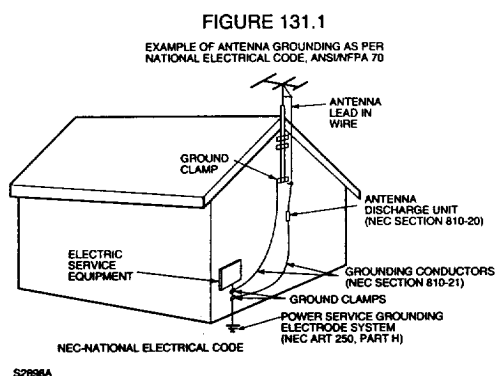 FIGURE 131.1
EXAMPLE OF ANTENNA GROUNDING AS PER
NATIONAL ELECTRICAL CODE, ANSI/NFPA 70
ANTENNA
LEAD IN
WIRE
GROUND
CLAMP
ANTENNA
DISCHARGE UNIT
(NEC SECTION 810-20)
ELECTRIC
SERVICE
EQUIPMENT
GROUNDING CONDUCTORS
(NEC SECTION 810-21)
GROUND CLAMPS
POWER SERVICE GROUNDING
ELECTRODE SYSTEM
(NEC ART 250, PART H)
NEC-NATIONAL ELECTRICAL CODE
S2898A